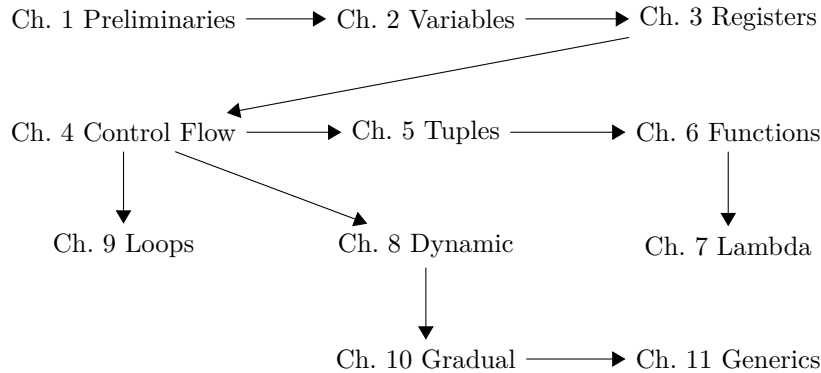 Ch. 1 Preliminaries
Ch. 2 Variables
Ch. 3 Registers
Ch. 4 Control Flow
Ch. 5 Tuples
Ch. 6 Functions
Ch. 9 Loops
Ch. 8 Dynamic
Ch. 7 Lambda
Ch. 10 Gradual
Ch. 11 Generics